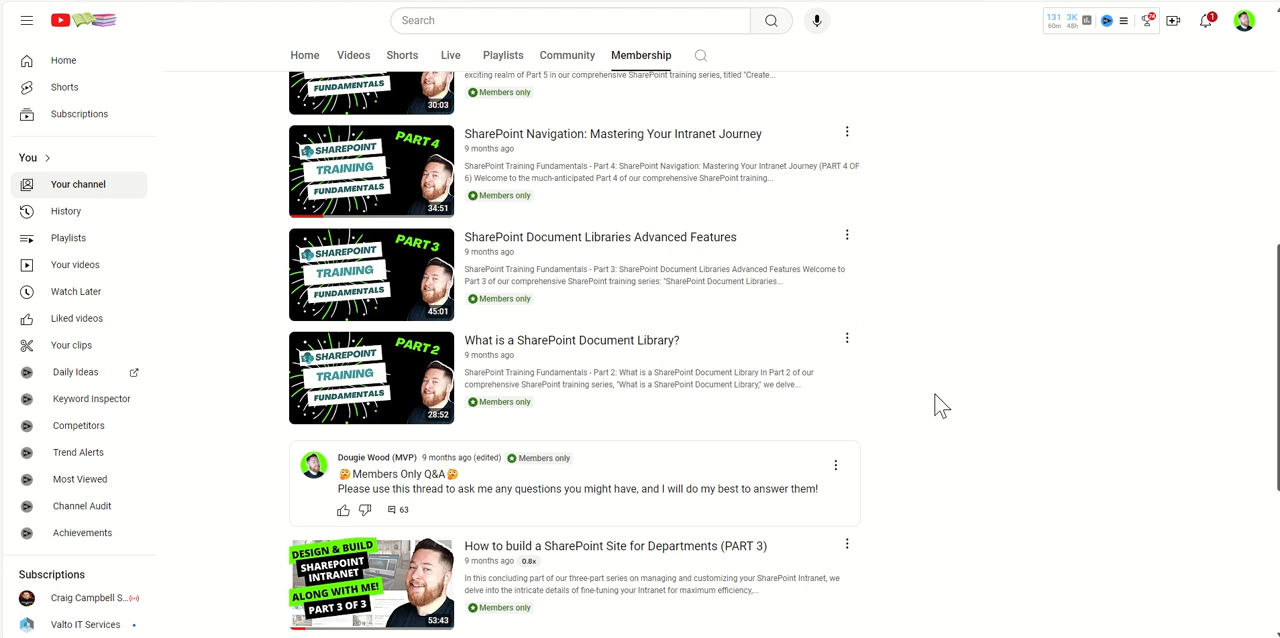 Search
131 3K
60m 48h
24
1
Home
Shorts
Subscriptions
You
Your channel
History
Playlists
Your videos
Watch Later
Liked videos
Your clips
Daily Ideas
Keyword Inspector
Competitors
Trend Alerts
Most Viewed
Channel Audit
Achievements
Subscriptions
Craig Campbell S...
Valto IT Services
Home Videos Shorts Live Playlists Community Membership
exciting realm of Part 5 in our comprehensive SharePoint training series, titled "Create...
Members only
FUNDAMENTALS
30:03
PART 4
SHAREPOINT
TRAINING
FUNDAMENTALS
34:51
SharePoint Navigation: Mastering Your Intranet Journey
9 months ago
SharePoint Training Fundamentals - Part 4: SharePoint Navigation: Mastering Your Intranet Journey (PART 4 OF
6) Welcome to the much-anticipated Part 4 of our comprehensive SharePoint training...
Members only
PART 3
SHAREPOINT
TRAINING
FUNDAMENTALS
45:01
SharePoint Document Libraries Advanced Features
9 months ago
SharePoint Training Fundamentals - Part 3: SharePoint Document Libraries Advanced Features Welcome to
Part 3 of our comprehensive SharePoint training series: "SharePoint Document Libraries...
Members only
PART 2
SHAREPOINT
TRAINING
FUNDAMENTALS
28:52
What is a SharePoint Document Library?
9 months ago
SharePoint Training Fundamentals - Part 2: What is a SharePoint Document Library In Part 2 of our
comprehensive SharePoint training series, "What is a SharePoint Document Library," we delve...
Members only
Dougie Wood (MVP) 9 months ago (edited) Members only
🤔Members Only Q&A🤔
Please use this thread to ask me any questions you might have, and I will do my best to answer them!
63
DESIGN & BUILD
SHAREPOINT
INTRANET
ALONG WITH ME!
PART 3 OF 3
53:43
How to build a SharePoint Site for Departments (PART 3)
9 months ago 0.8x
In this concluding part of our three-part series on managing and customizing your SharePoint Intranet, we
delve into the intricate details of fine-tuning your Intranet for maximum efficiency,...
Members only